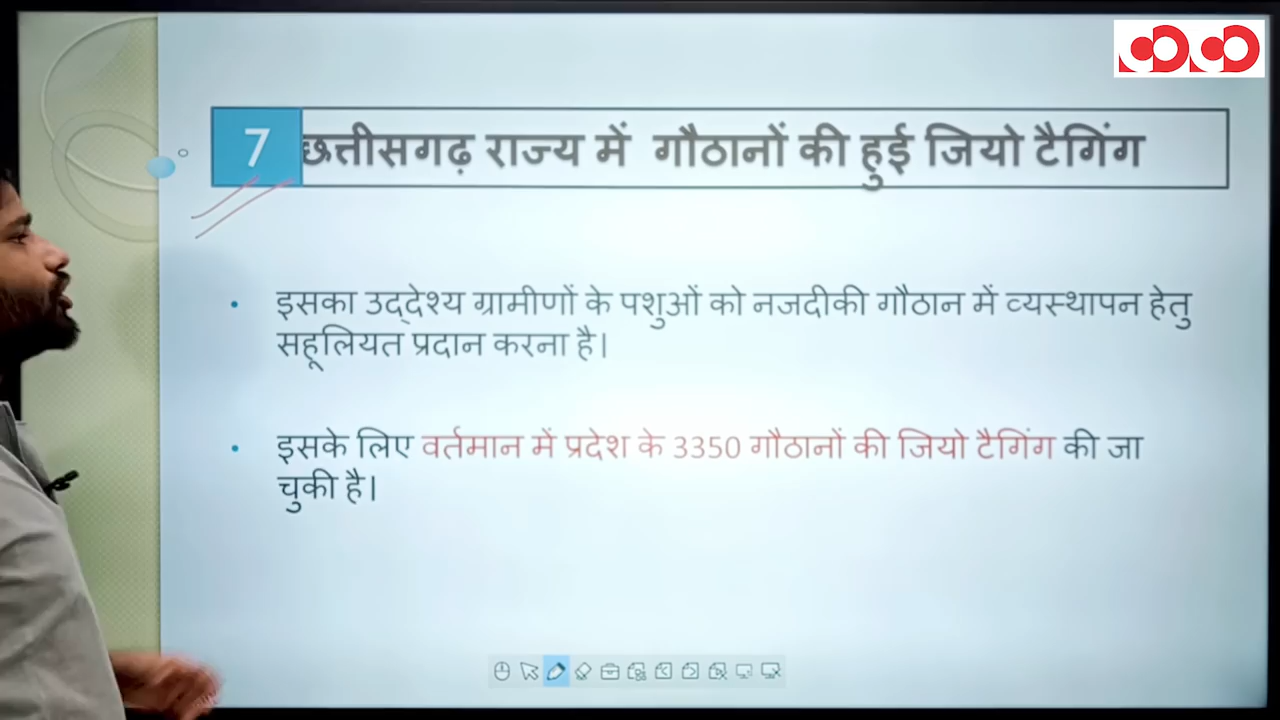 7 छत्तीसगढ़ राज्य में गौठानों की हुई जियो टैगिंग
• इसका उद्देश्य ग्रामीणों के पशुओं को नजदीकी गौठान में व्यस्थापन हेतु
सहूलियत प्रदान करना है।
• इसके लिए वर्तमान में प्रदेश के 3350 गौठानों की जियो टैगिंग की जा
चुकी है।